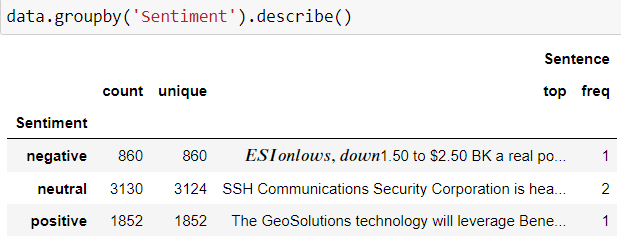 data.groupby('Sentiment').describe()
Sentence
count unique top freq
Sentiment
negative 860 860 ESIonlows, down1.50 to $2.50 BK a real po... 1
neutral 3130 3124 SSH Communications Security Corporation is hea... 2
positive 1852 1852 The GeoSolutions technology will leverage Bene... 1